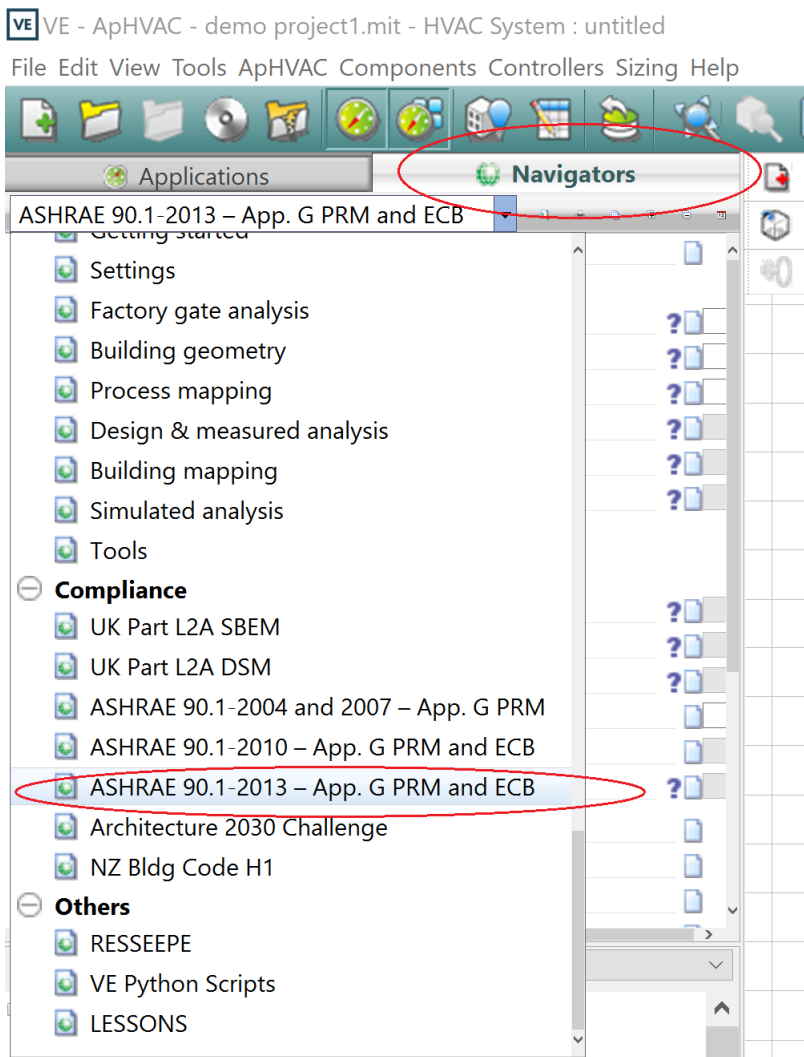 VE VE - ApHVAC - demo project1.mit - HVAC System : untitled
File Edit View Tools ApHVAC Components Controllers Sizing Help
Applications Navigators
ASHRAE 90.1-2013 – App. G PRM and ECB
Getting started
Settings
Factory gate analysis
?
Building geometry
?
Process mapping
?
Design & measured analysis
?
Building mapping
?
Simulated analysis
?
Tools
Compliance
UK Part L2A SBEM
?
UK Part L2A DSM
?
ASHRAE 90.1-2004 and 2007 – App. G PRM
?
ASHRAE 90.1-2010 – App. G PRM and ECB
ASHRAE 90.1-2013 – App. G PRM and ECB
?
Architecture 2030 Challenge
NZ Bldg Code H1
Others
RESSEEPE
VE Python Scripts
LESSONS